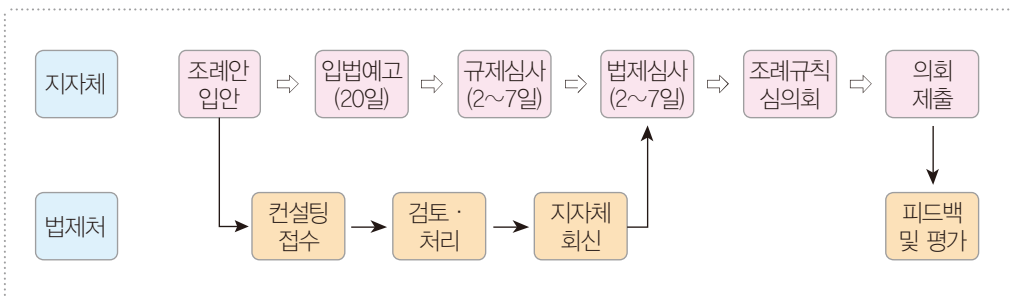 지자체
조례안
입안
입법예고
(20일)
규제심사
(2~7일)
법제심사
(2~7일)
조례규칙
심의회
의회
제출
법제처
컨설팅
접수
검토 ·
처리
지자체
회신
피드백
및 평가